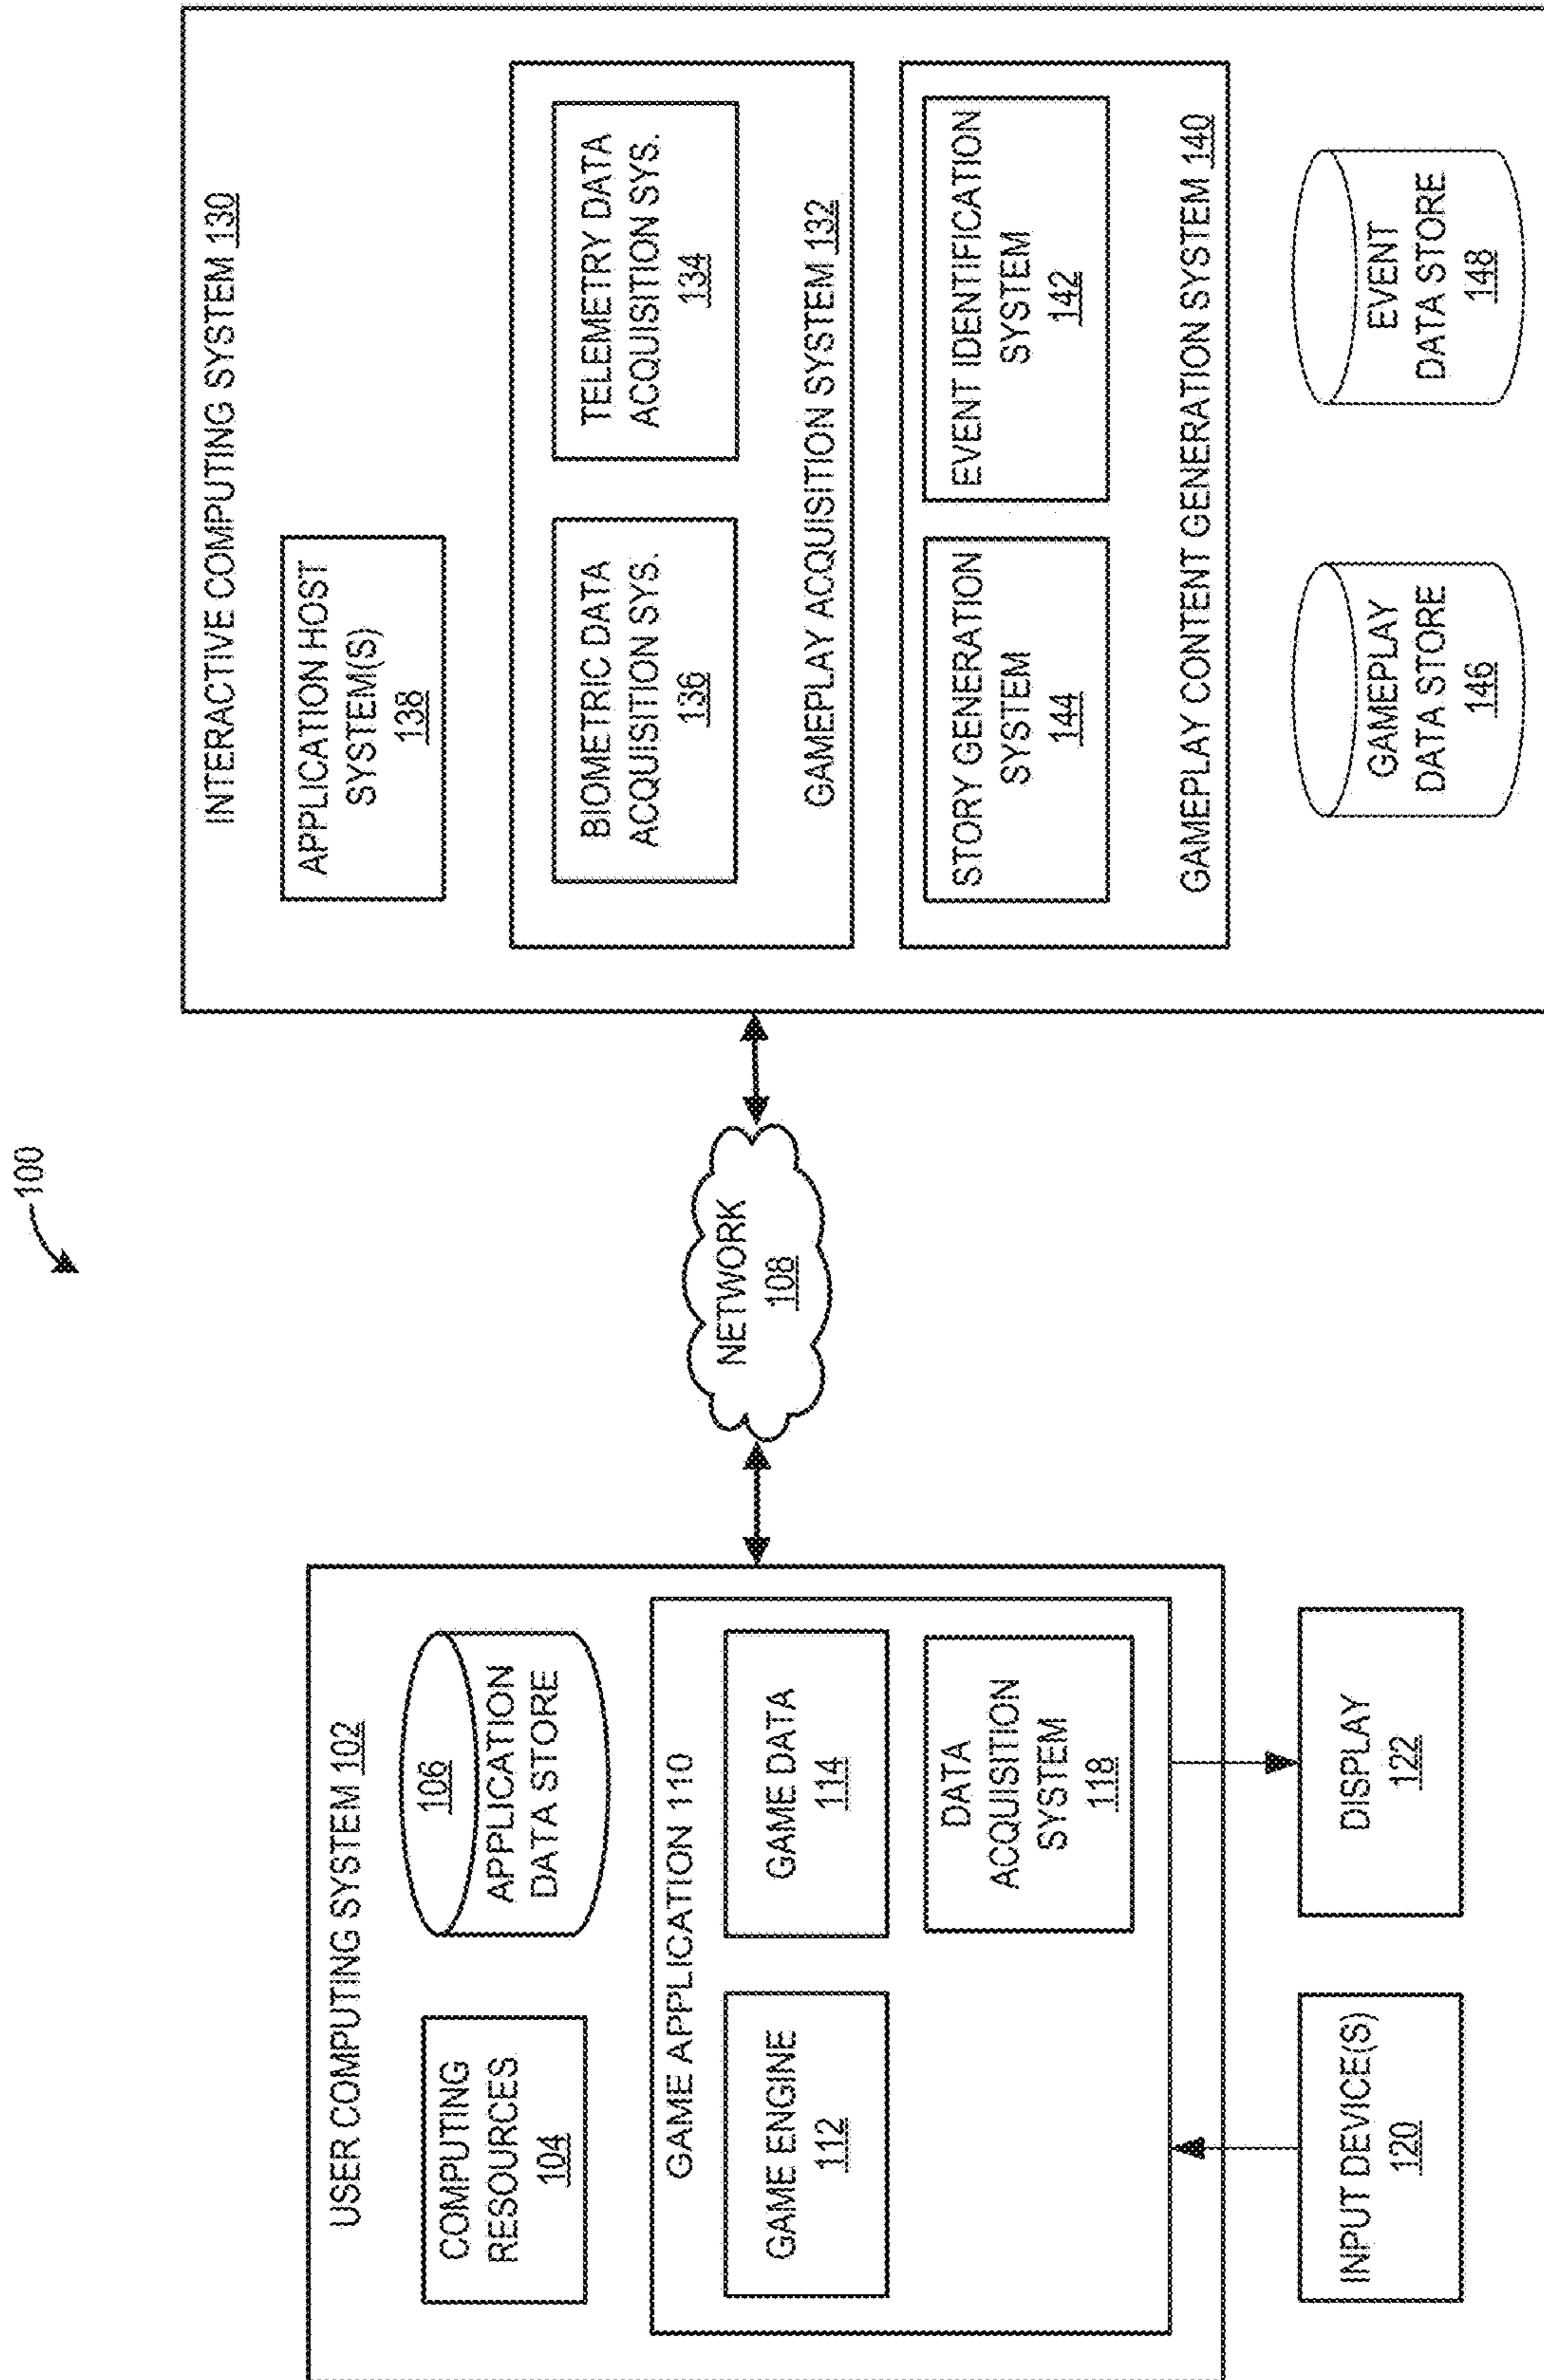 100
USER COMPUTING SYSTEM 102
COMPUTING
RESOURCES
104
106
APPLICATION
DATA STORE
GAME APPLICATION 110
GAME ENGINE
112
GAME DATA
114
DATA
ACQUISITION
SYSTEM
118
INPUT DEVICE(S)
120
DISPLAY
122
NETWORK
108
INTERACTIVE COMPUTING SYSTEM 130
APPLICATION HOST
SYSTEM(S)
138
BIOMETRIC DATA
ACQUISITION SYS.
136
TELEMETRY DATA
ACQUISITION SYS.
134
GAMEPLAY ACQUISITION SYSTEM 132
STORY GENERATION
SYSTEM
144
EVENT IDENTIFICATION
SYSTEM
142
GAMEPLAY CONTENT GENERATION SYSTEM 140
GAMEPLAY
DATA STORE
146
EVENT
DATA STORE
148